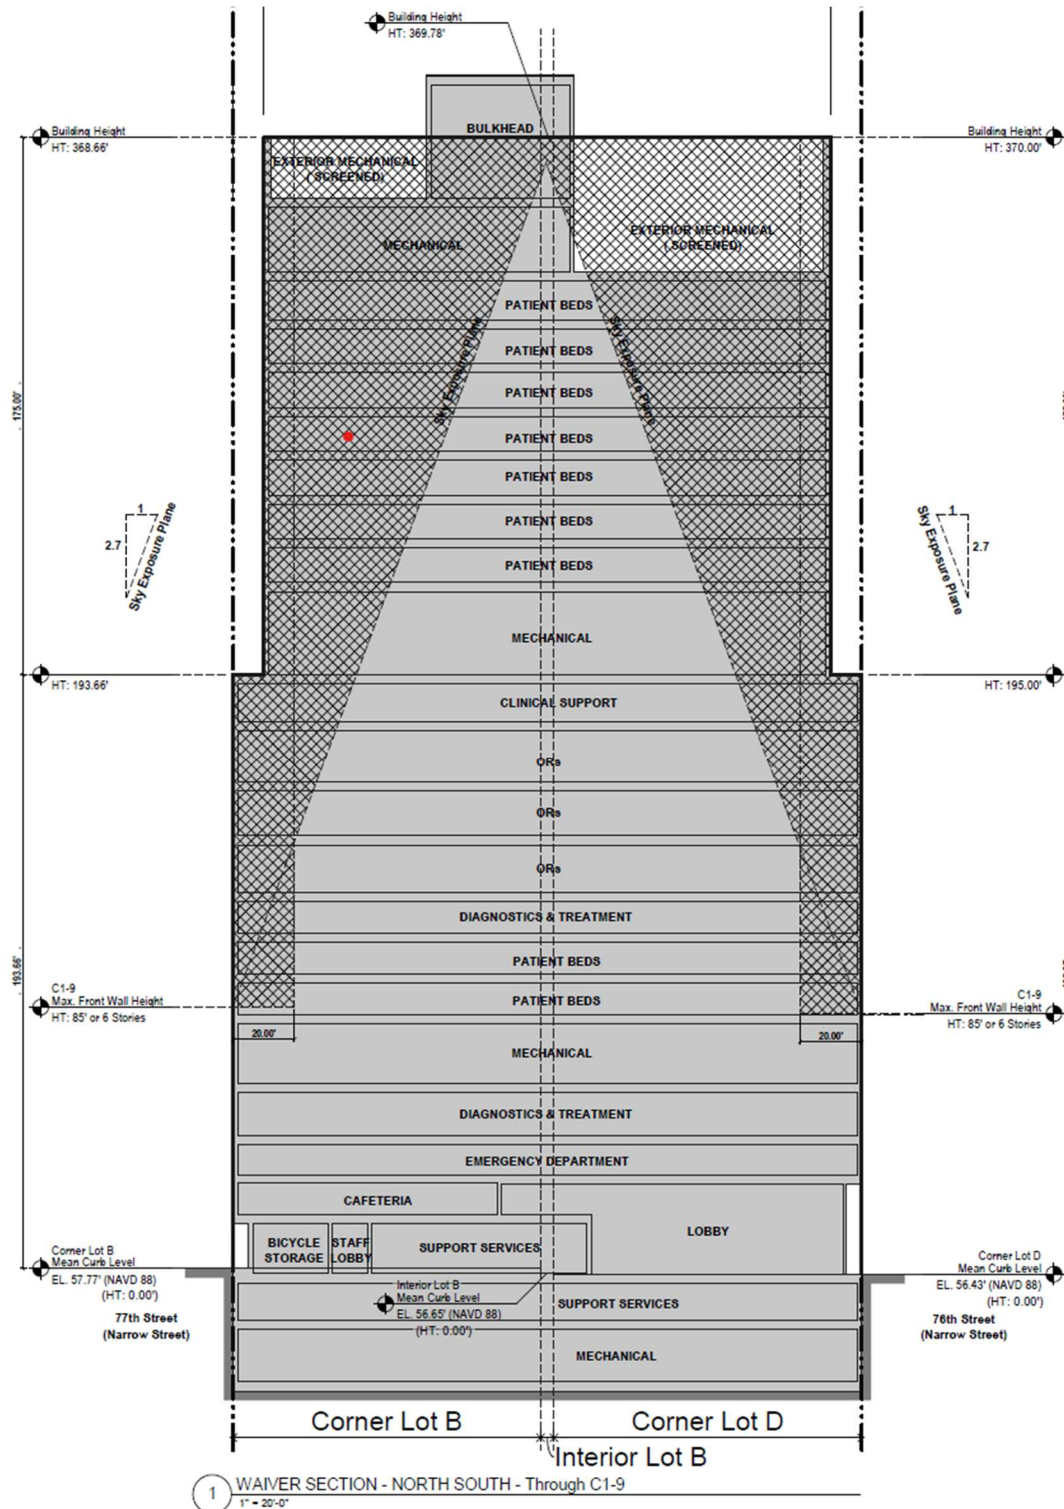 Building Height
HT: 369.78'
BULKHEAD
Building Height
HT: 368.66'
Building Height
HT: 370.00'
EXTERIOR MECHANICAL
( SCREENED)
EXTERIOR MECHANICAL
( SCREENED)
MECHANICAL
PATIENT BEDS
Sky Exposure Plane
Sky Exposure Plane
PATIENT BEDS
PATIENT BEDS
PATIENT BEDS
PATIENT BEDS
PATIENT BEDS
PATIENT BEDS
175.00'
1
2.7
Sky Exposure Plane
1
2.7
Sky Exposure Plane
MECHANICAL
HT: 193.66'
HT: 195.00'
CLINICAL SUPPORT
ORs
ORs
ORs
DIAGNOSTICS & TREATMENT
PATIENT BEDS
PATIENT BEDS
193.66'
C1-9
Max. Front Wall Height
HT: 85' or 6 Stories
C1-9
Max. Front Wall Height
HT: 85' or 6 Stories
20.00'
20.00'
MECHANICAL
DIAGNOSTICS & TREATMENT
EMERGENCY DEPARTMENT
CAFETERIA
LOBBY
BICYCLE
STORAGE
STAFF
LOBBY
SUPPORT SERVICES
Corner Lot B
Mean Curb Level
EL. 57.77' (NAVD 88)
(HT: 0.00')
77th Street
(Narrow Street)
Interior Lot B
Mean Curb Level
EL. 56.65' (NAVD 88)
(HT: 0.00')
Corner Lot D
Mean Curb Level
EL. 56.43' (NAVD 88)
(HT: 0.00')
76th Street
(Narrow Street)
SUPPORT SERVICES
MECHANICAL
Corner Lot B
Corner Lot D
Interior Lot B
1
WAIVER SECTION - NORTH SOUTH - Through C1-9
1" = 20'-0"